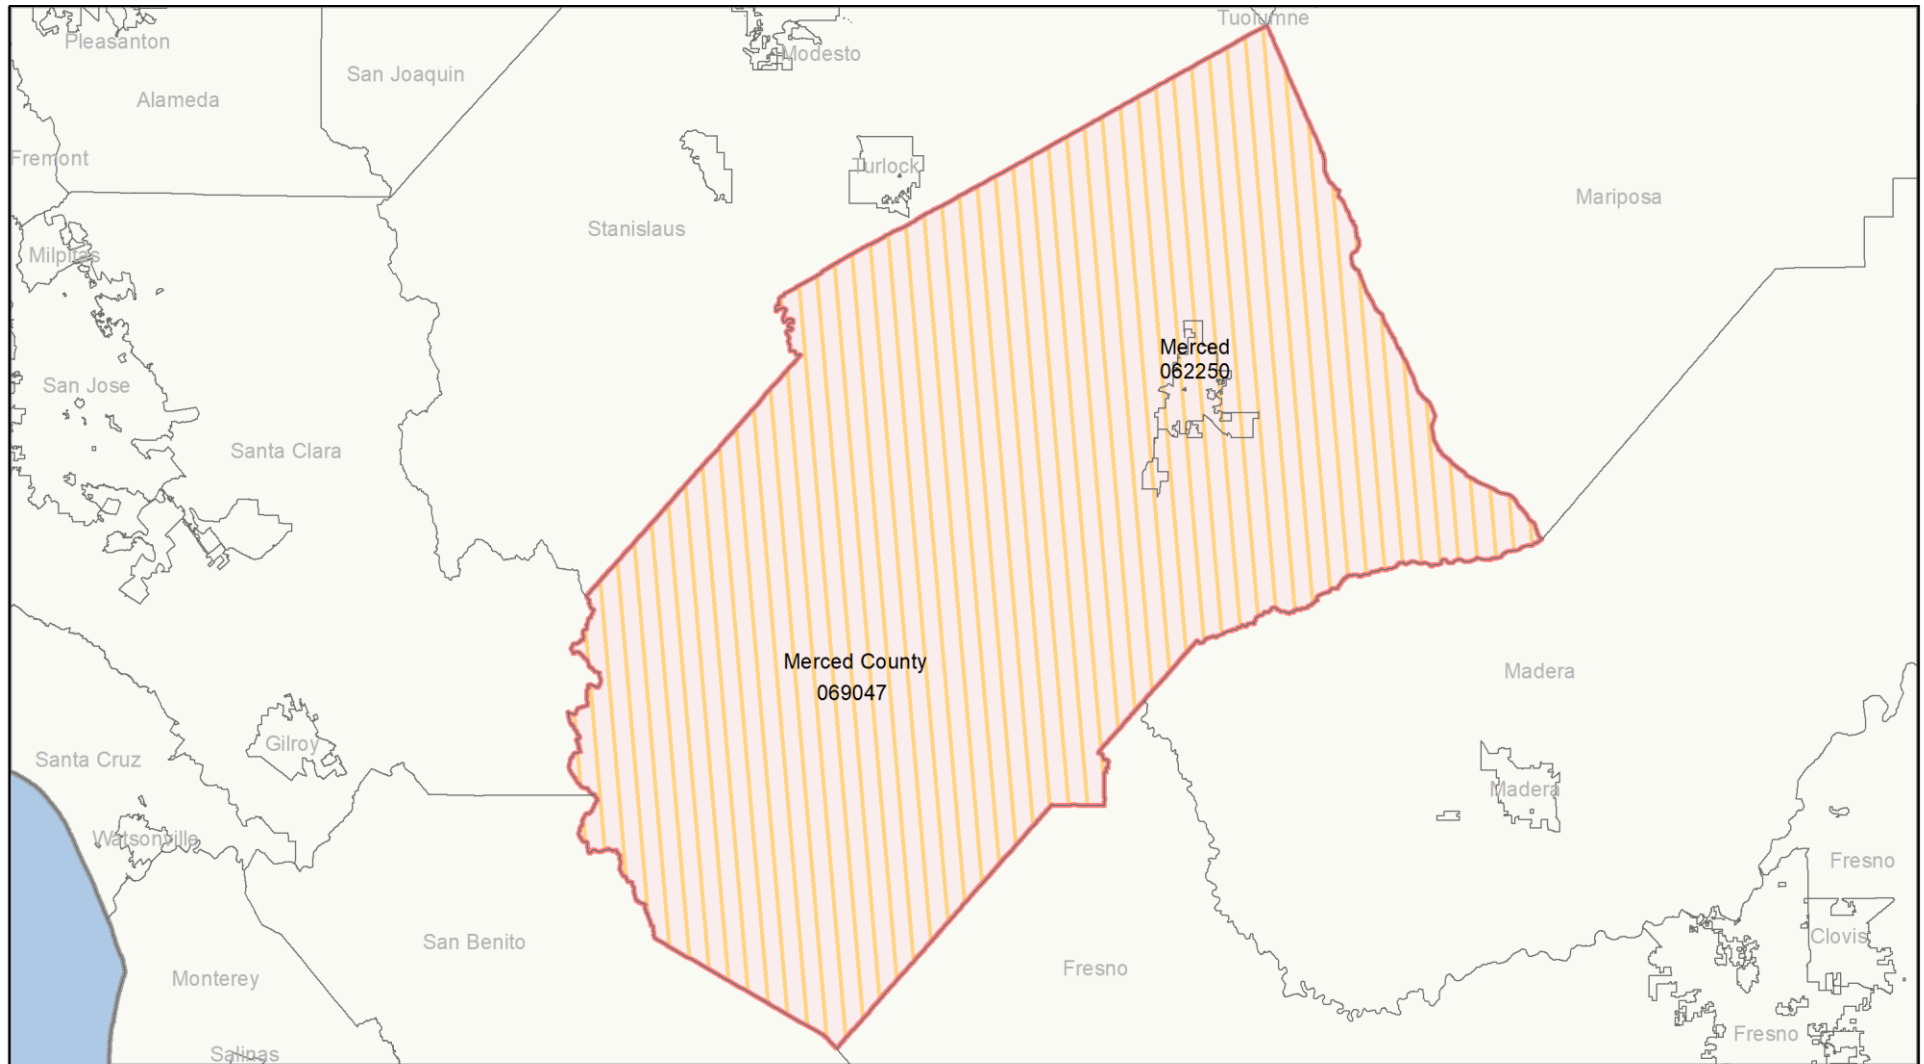 Tuolumne
Pleasanton
Modesto
San Joaquin
Alameda
Fremont
Turlock
Mariposa
Stanislaus
Milpitas
Merced
062250
San Jose
Santa Clara
Merced County
069047
Madera
Gilroy
Santa Cruz
Madera
Watsonville
Fresno
Clovis
San Benito
Fresno
Monterey
Fresno
Salinas